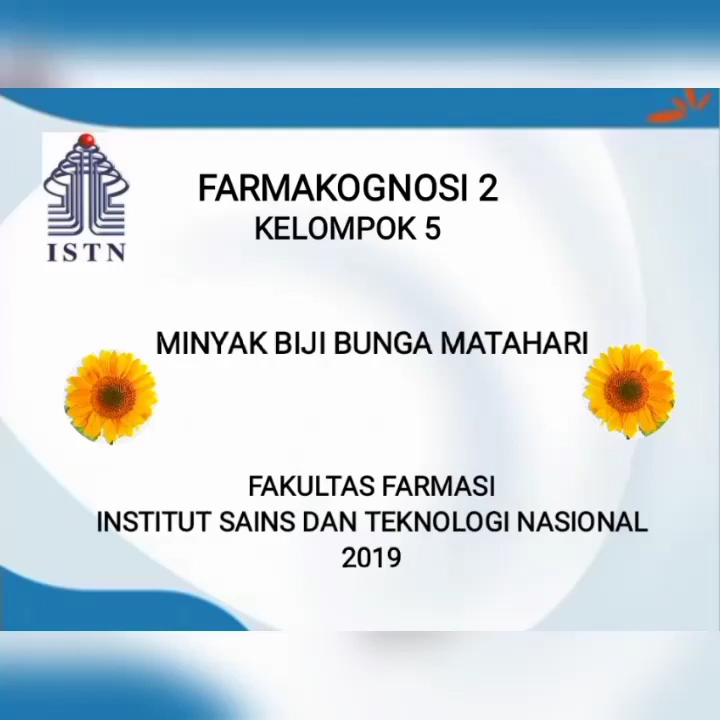 ISTN
FARMAKOGNOSI 2
KELOMPOK 5
MINYAK BIJI BUNGA MATAHARI
FAKULTAS FARMASI
INSTITUT SAINS DAN TEKNOLOGI NASIONAL
2019